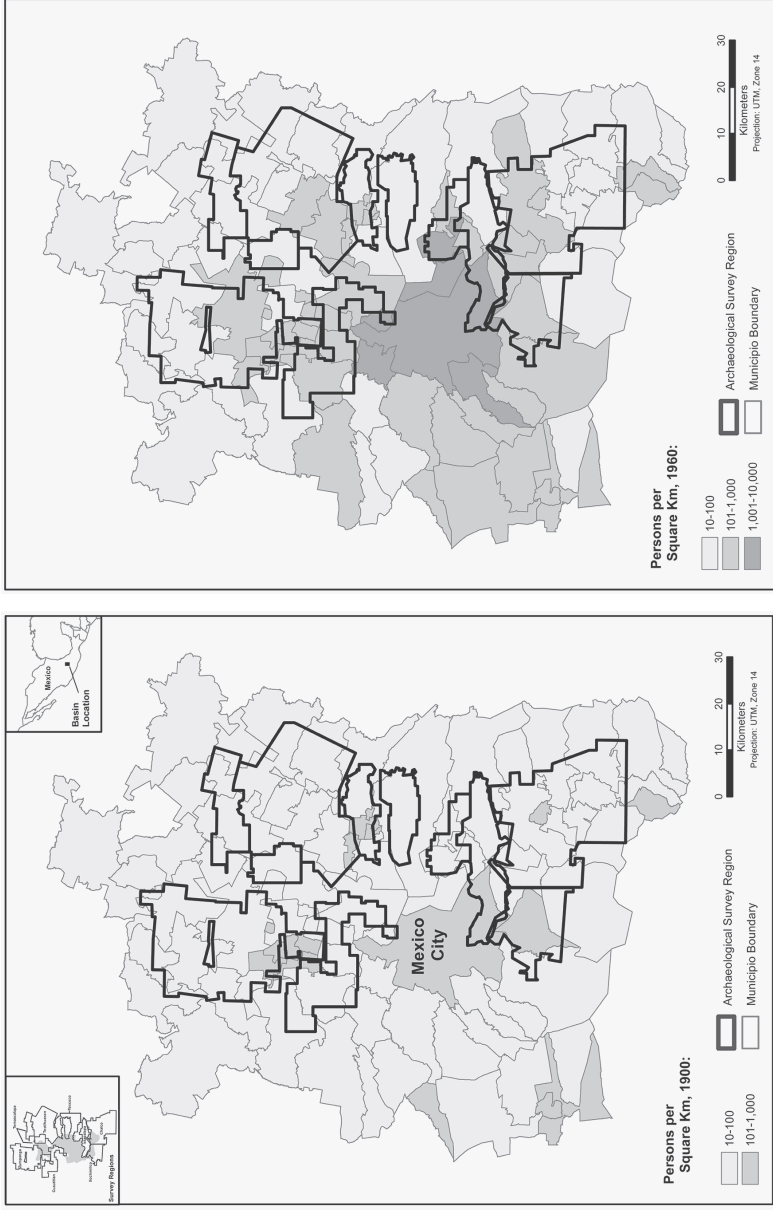 Texcoco
Chalco
Survey Regions
Mexico
Basin
Location
Mexico
City
Persons per
Square Km, 1900:
10-100
101-1,000
Archaeological Survey Region
Municipio Boundary
0 10 20 30
Kilometers
Projection: UTM, Zone 14
Persons per
Square Km, 1960:
10-100
101-1,000
1,001-10,000
Archaeological Survey Region
Municipio Boundary
0 10 20 30
Kilometers
Projection: UTM, Zone 14